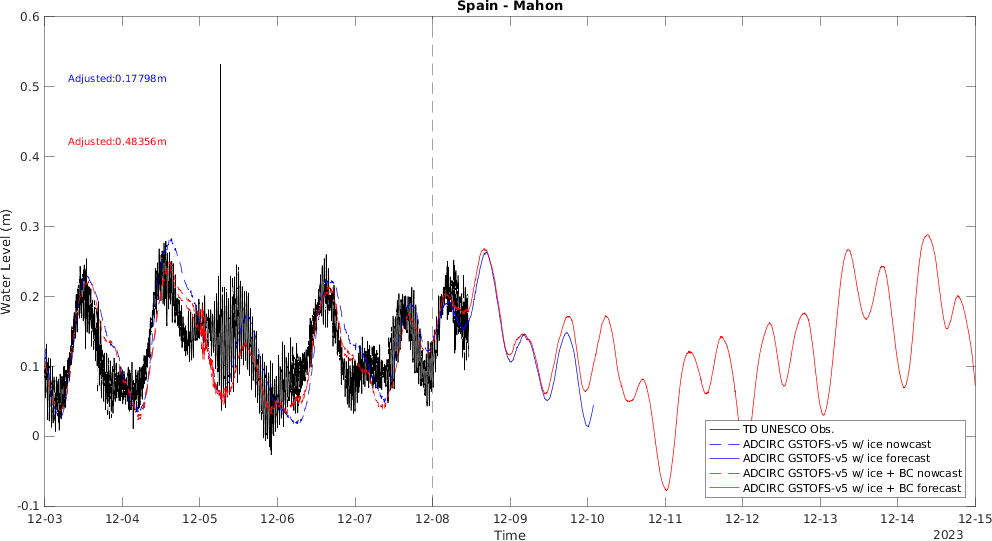 Spain - Mahon
0.6
0.5
0.4
0.3
0.2
0.1
0
-0.1
Water Level (m)
Adjusted:0.17798m
Adjusted:0.48356m
TD UNESCO Obs.
ADCIRC GSTOFS-v5 w/ ice nowcast
ADCIRC GSTOFS-v5 w/ ice forecast
ADCIRC GSTOFS-v5 w/ ice + BC nowcast
ADCIRC GSTOFS-v5 w/ ice + BC forecast
12-03 12-04 12-05 12-06 12-07 12-08 12-09 12-10 12-11 12-12 12-13 12-14 12-15
Time
2023